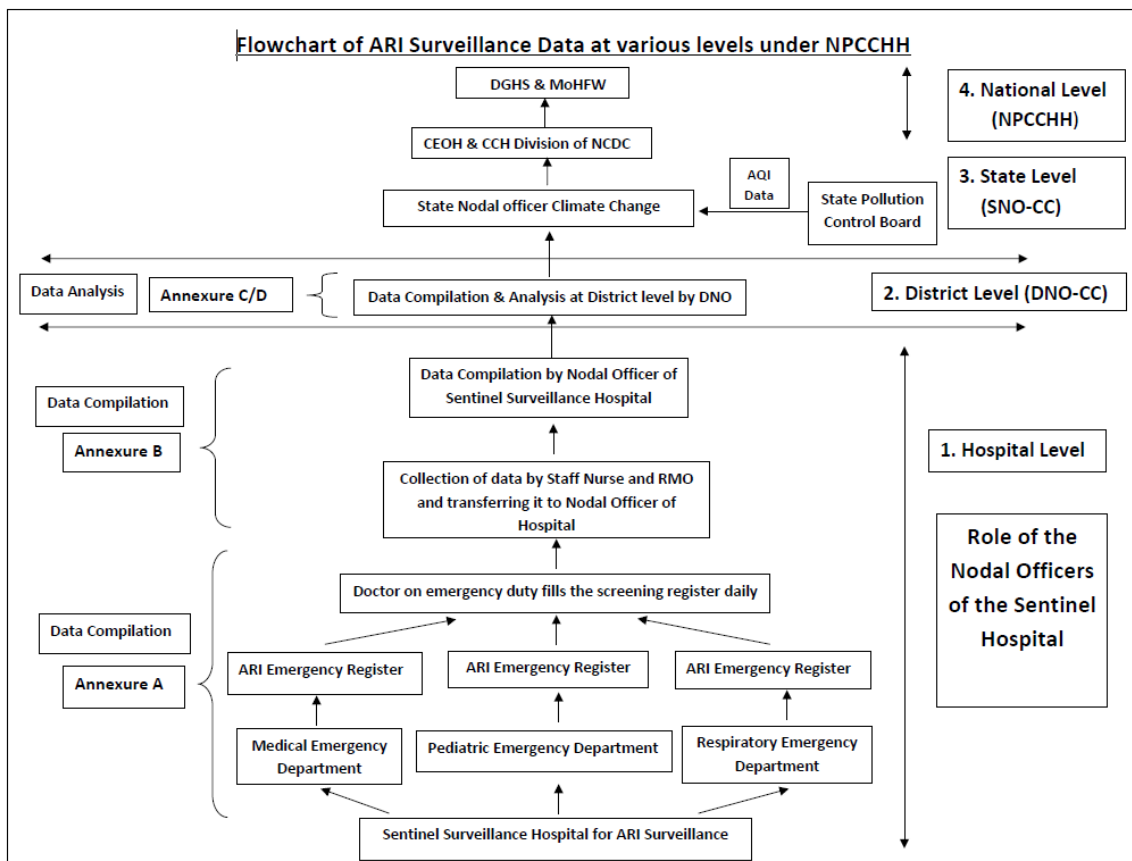 Flowchart of ARI Surveillance Data at various levels under NPCCHH
DGHS & MoHFW
4. National Level
(NPCCHH)
CEOH & CCH Division of NCDC
AQI
Data
3. State Level
(SNO-CC)
State Nodal officer Climate Change
State Pollution
Control Board
Data Analysis
Annexure C/D
Data Compilation & Analysis at District level by DNO
2. District Level (DNO-CC)
Data Compilation by Nodal Officer of
Sentinel Surveillance Hospital
Data Compilation
Annexure B
1. Hospital Level
Collection of data by Staff Nurse and RMO
and transferring it to Nodal Officer of
Hospital
Role of the
Nodal Officers
of the Sentinel
Hospital
Doctor on emergency duty fills the screening register daily
Data Compilation
Annexure A
ARI Emergency Register
ARI Emergency Register
ARI Emergency Register
Medical Emergency
Department
Pediatric Emergency Department
Respiratory Emergency
Department
Sentinel Surveillance Hospital for ARI Surveillance